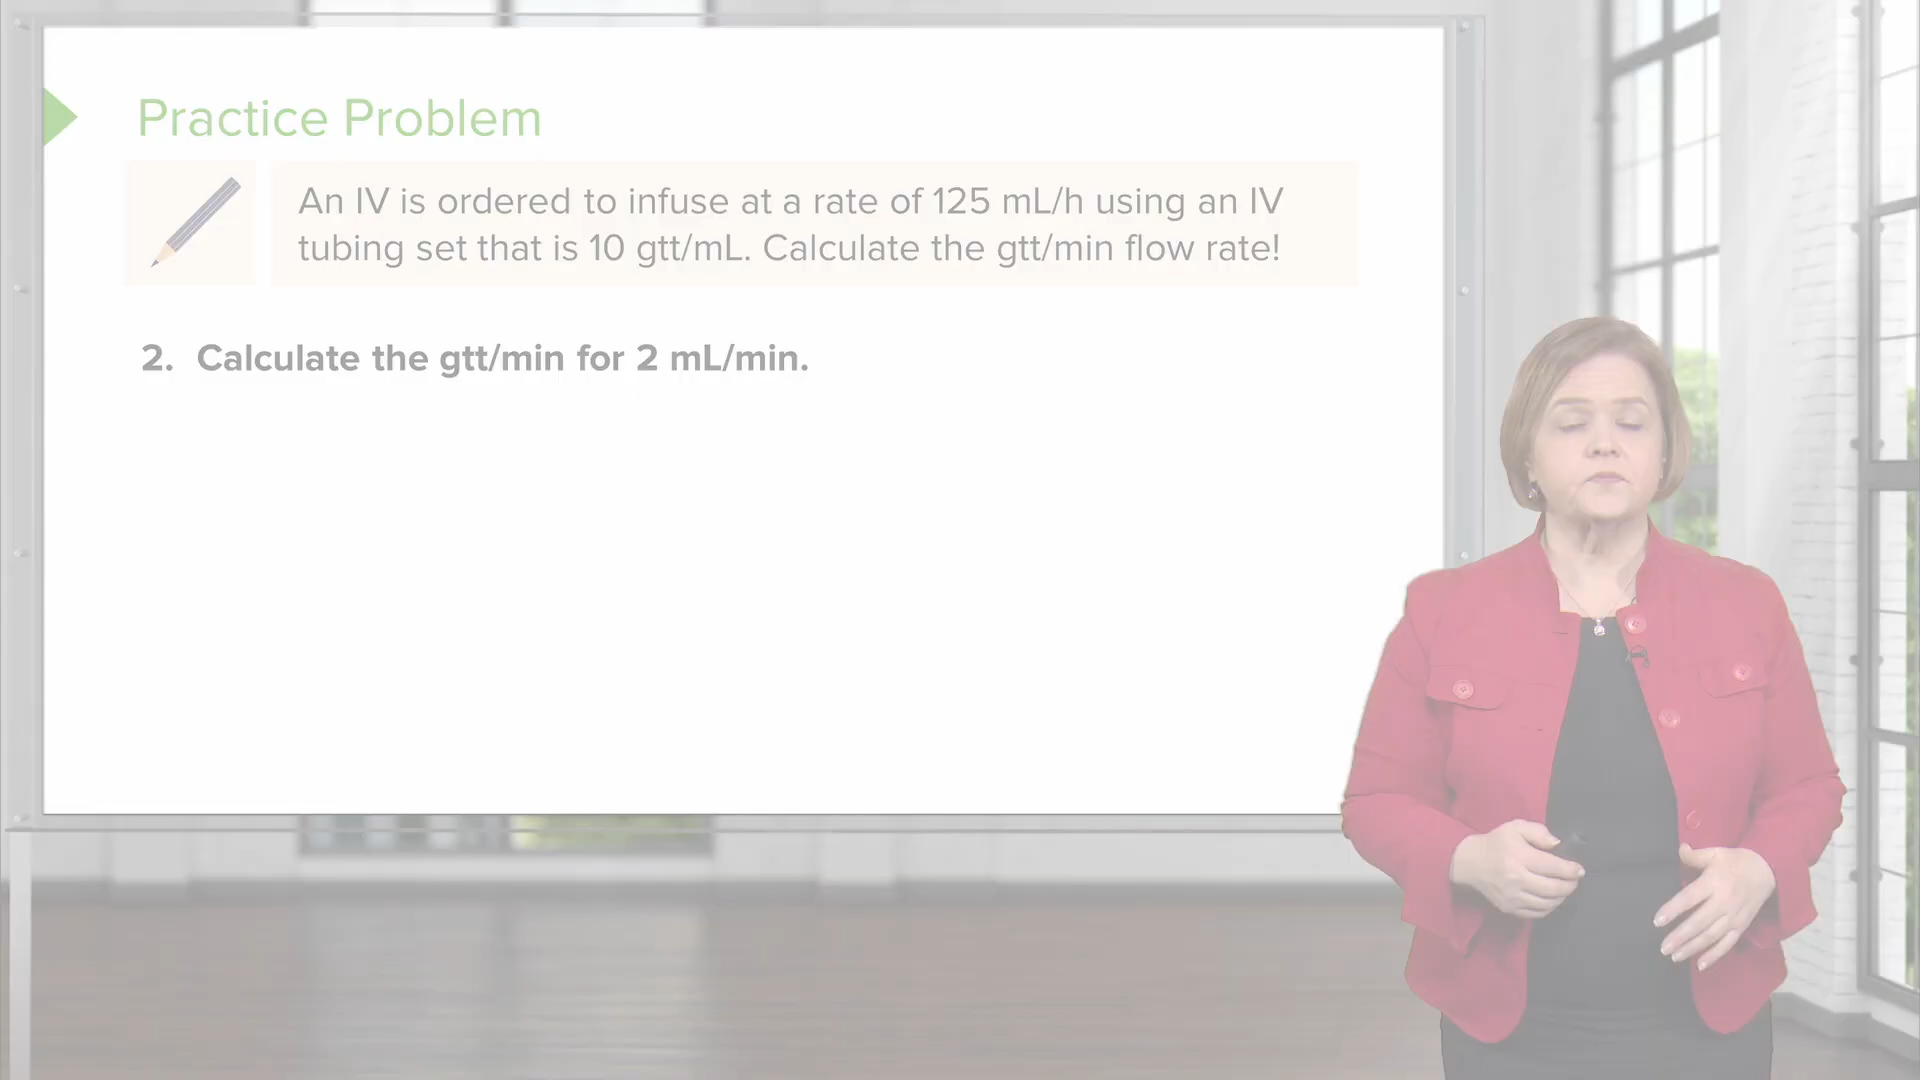 Practice Problem
An IV is ordered to infuse at a rate of 125 mL/h using an IV
tubing set that is 10 gtt/mL. Calculate the gtt/min flow rate!
2. Calculate the gtt/min for 2 mL/min.